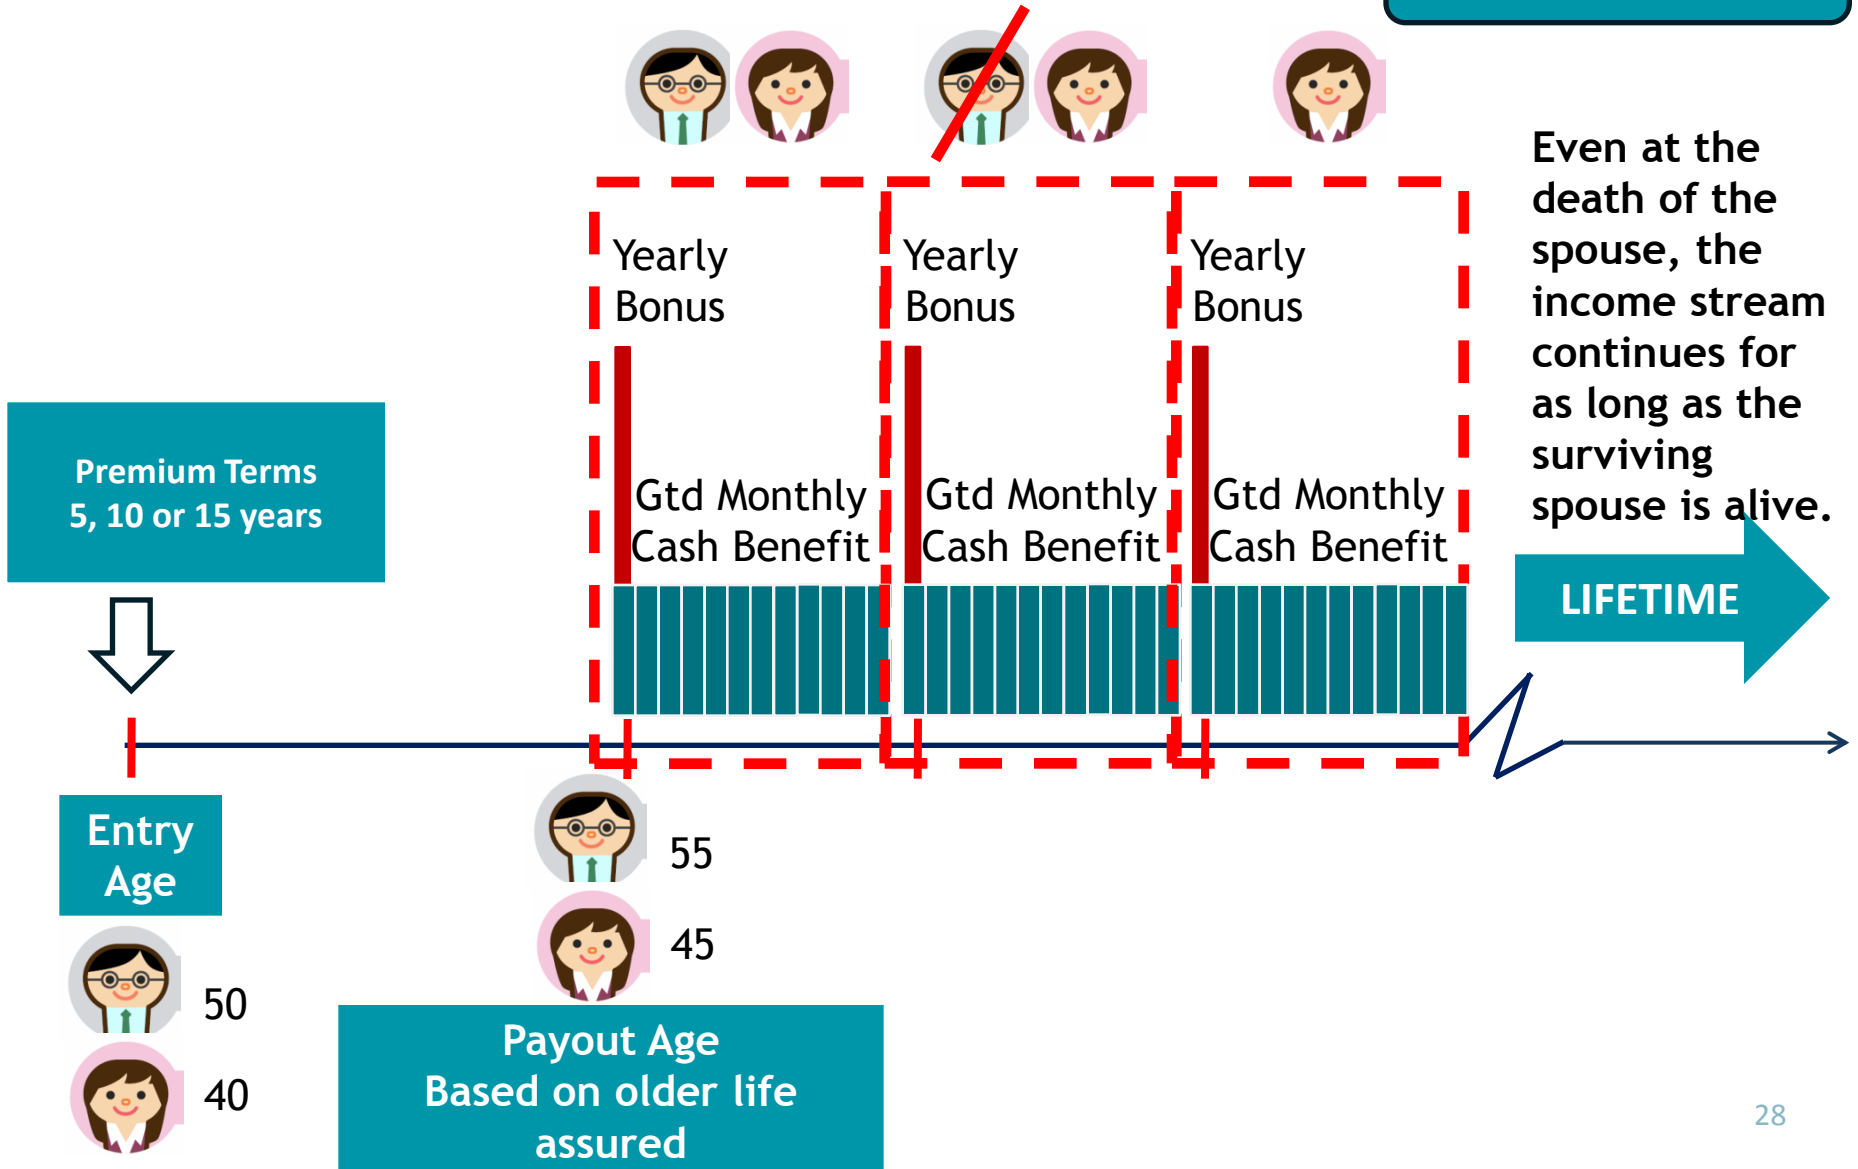 Even at the
death of the
spouse, the
income stream
continues for
as long as the
surviving
spouse is alive.
Yearly
Bonus
Yearly
Bonus
Yearly
Bonus
Premium Terms
5, 10 or 15 years
Gtd Monthly
Cash Benefit
Gtd Monthly
Cash Benefit
Gtd Monthly
Cash Benefit
LIFETIME
Entry
Age
50
40
55
45
Payout Age
Based on older life
assured
28